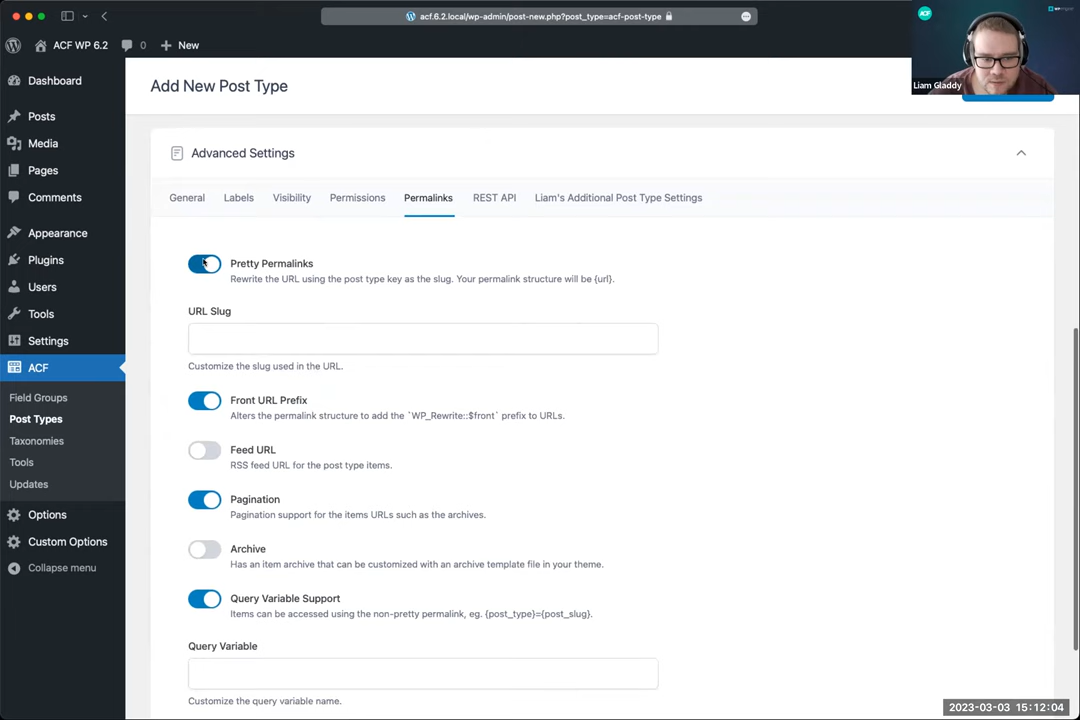 acf.6.2.local/wp-admin/post-new.php?post_type=acf-post-type
ACF
Liam Gladdy
ACF WP 6.2
0
New
Dashboard
Posts
Media
Pages
Comments
Appearance
Plugins
Users
Tools
Settings
ACF
Field Groups
Post Types
Taxonomies
Tools
Updates
Options
Custom Options
Collapse menu
Add New Post Type
Advanced Settings
General
Labels
Visibility
Permissions
Permalinks
REST API
Liam's Additional Post Type Settings
Pretty Permalinks
Rewrite the URL using the post type key as the slug. Your permalink structure will be {url}.
URL Slug
Customize the slug used in the URL.
Front URL Prefix
Alters the permalink structure to add the `WP_Rewrite::$front` prefix to URLs.
Feed URL
RSS feed URL for the post type items.
Pagination
Pagination support for the items URLs such as the archives.
Archive
Has an item archive that can be customized with an archive template file in your theme.
Query Variable Support
Items can be accessed using the non-pretty permalink, eg. {post_type}={post_slug}.
Query Variable
Customize the query variable name.
2023-03-03 15:12:04